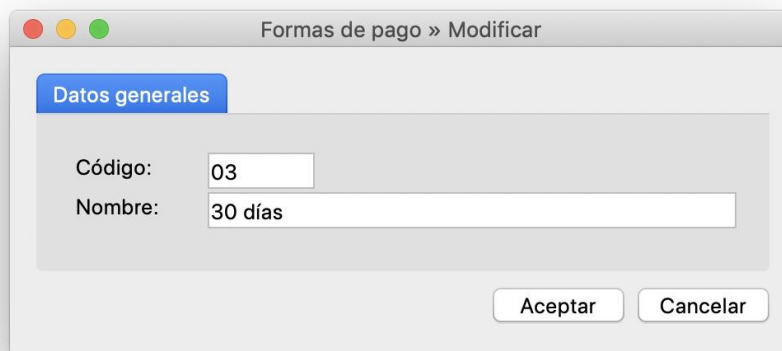 Formas de pago » Modificar
Datos generales
Código: 03
Nombre: 30 días
Aceptar Cancelar